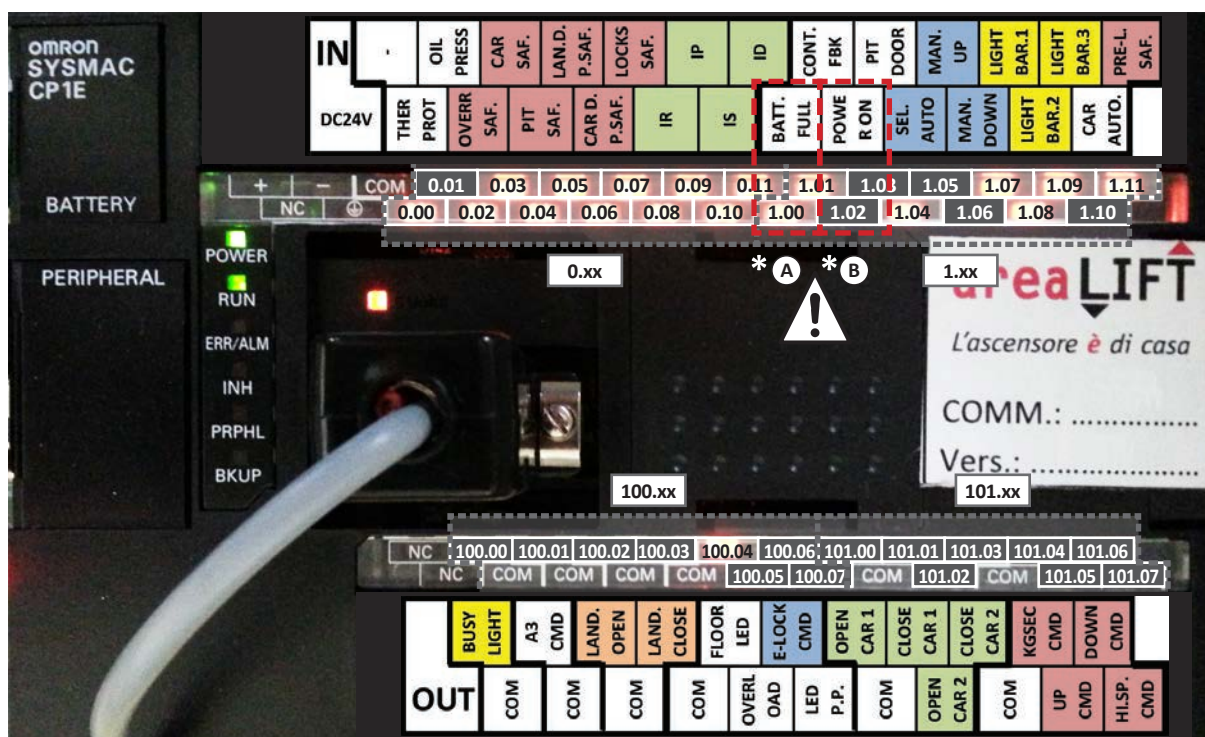 omron
SYSMAC
CP1E
BATTERY
PERIPHERAL
IN
-
OIL PRESS
CAR SAF.
LAN.D. P.SAF.
LOCKS SAF.
IP
ID
CONT. FBK
PIT DOOR
MAN. UP
LIGHT BAR.1
LIGHT BAR.3
PRE-L. SAF.
DC24V
THER PROT
OVERR SAF.
PIT SAF.
CAR D. P.SAF.
IR
IS
BATT. FULL
POWE R ON
SEL. AUTO
MAN. DOWN
LIGHT BAR.2
CAR AUTO.
+ - COM 0.01 0.03 0.05 0.07 0.09 0.11 1.01 1.03 1.05 1.07 1.09 1.11
NC 0.00 0.02 0.04 0.06 0.08 0.10 1.00 1.02 1.04 1.06 1.08 1.10
POWER
RUN
ERR/ALM
INH
PRPHL
BKUP
0.xx
* A * B
1.xx
!
areaLIFT
L'ascensore è di casa
COMM.: ...............
Vers.: ....................
100.xx
101.xx
NC 100.00 100.01 100.02 100.03 100.04 100.06 101.00 101.01 101.03 101.04 101.06
NC COM COM COM COM 100.05 100.07 COM 101.02 COM 101.05 101.07
BUSY LIGHT
A3 CMD
LAND. OPEN
LAND. CLOSE
FLOOR LED
E-LOCK CMD
OPEN CAR 1
CLOSE CAR 1
CLOSE CAR 2
KGSEC CMD
DOWN CMD
OUT
COM
COM
COM
COM
OVERL OAD
LED P.P.
COM
OPEN CAR 2
COM
UP CMD
HI.SP. CMD